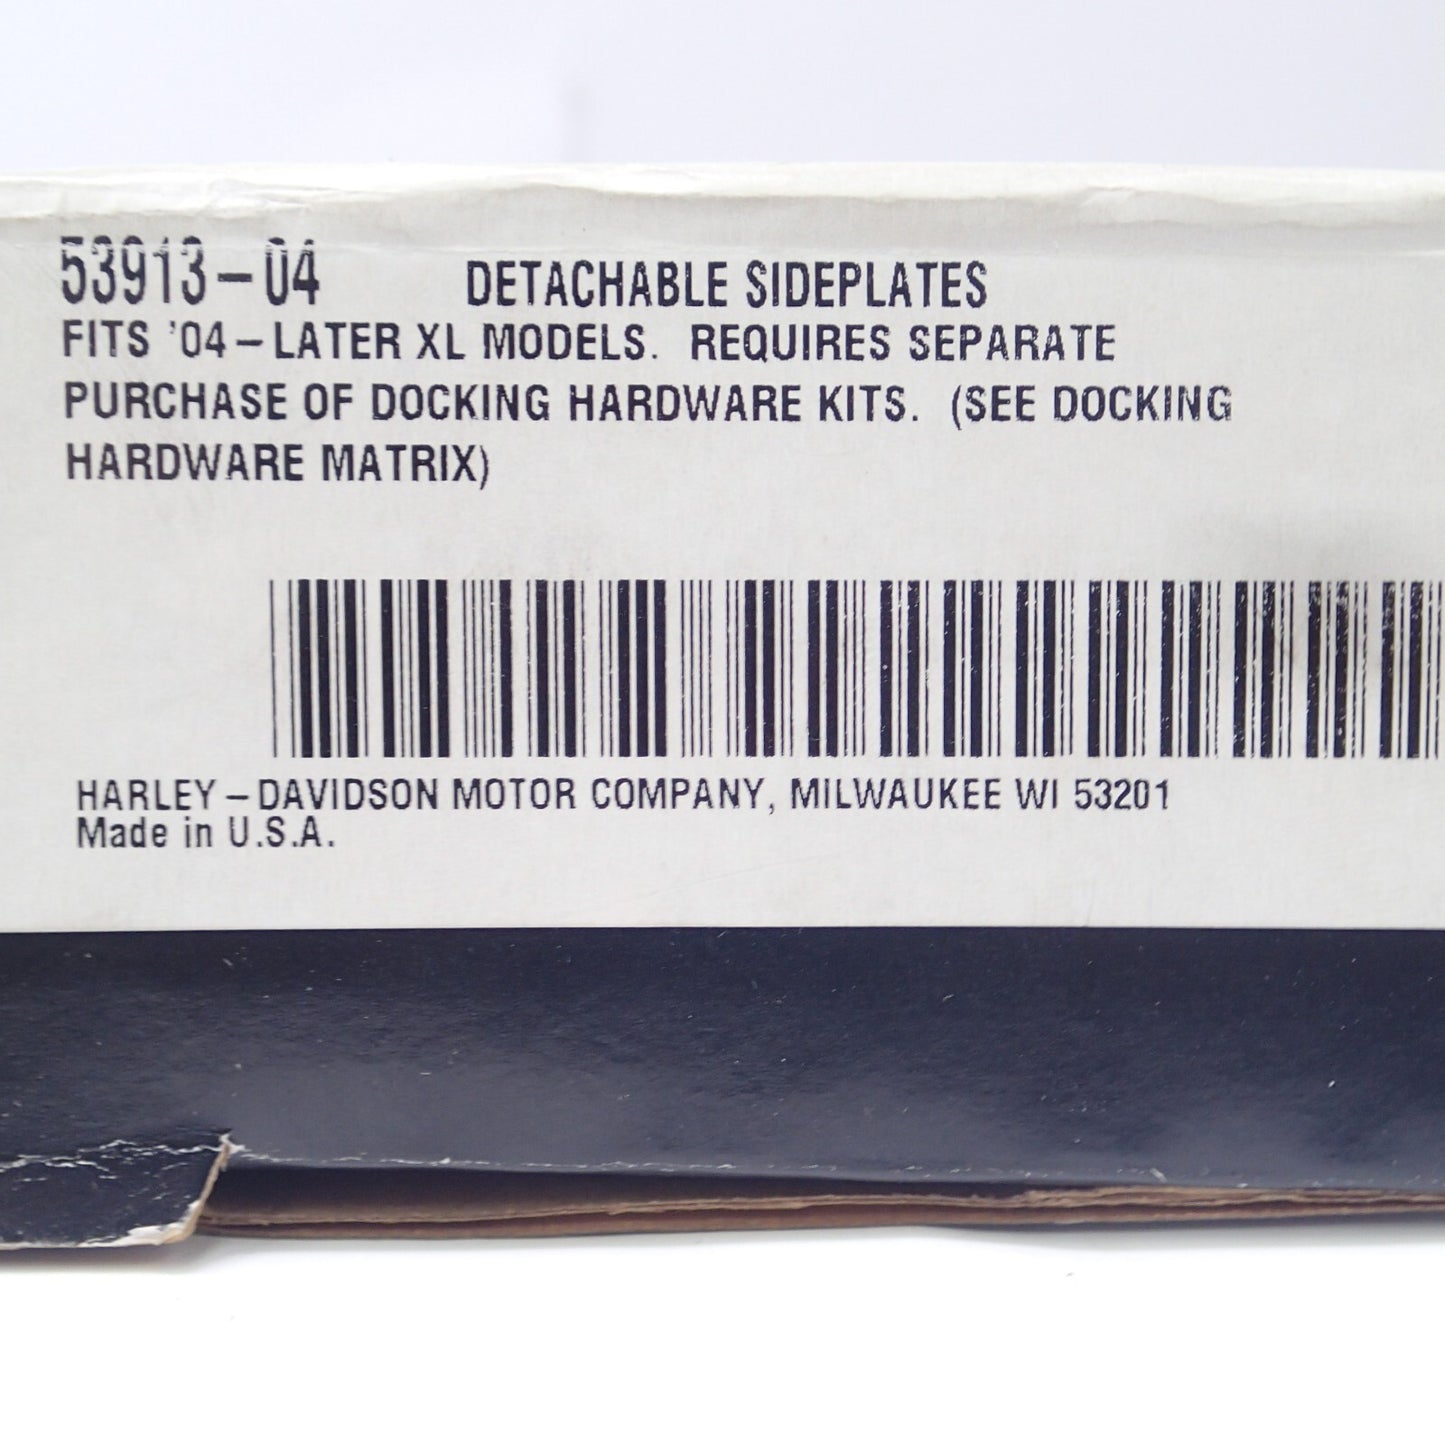 53913-04 DETACHABLE SIDEPLATES
FITS '04-LATER XL MODELS. REQUIRES SEPARATE
PURCHASE OF DOCKING HARDWARE KITS. (SEE DOCKING
HARDWARE MATRIX)
HARLEY-DAVIDSON MOTOR COMPANY, MILWAUKEE WI 53201
Made in U.S.A.